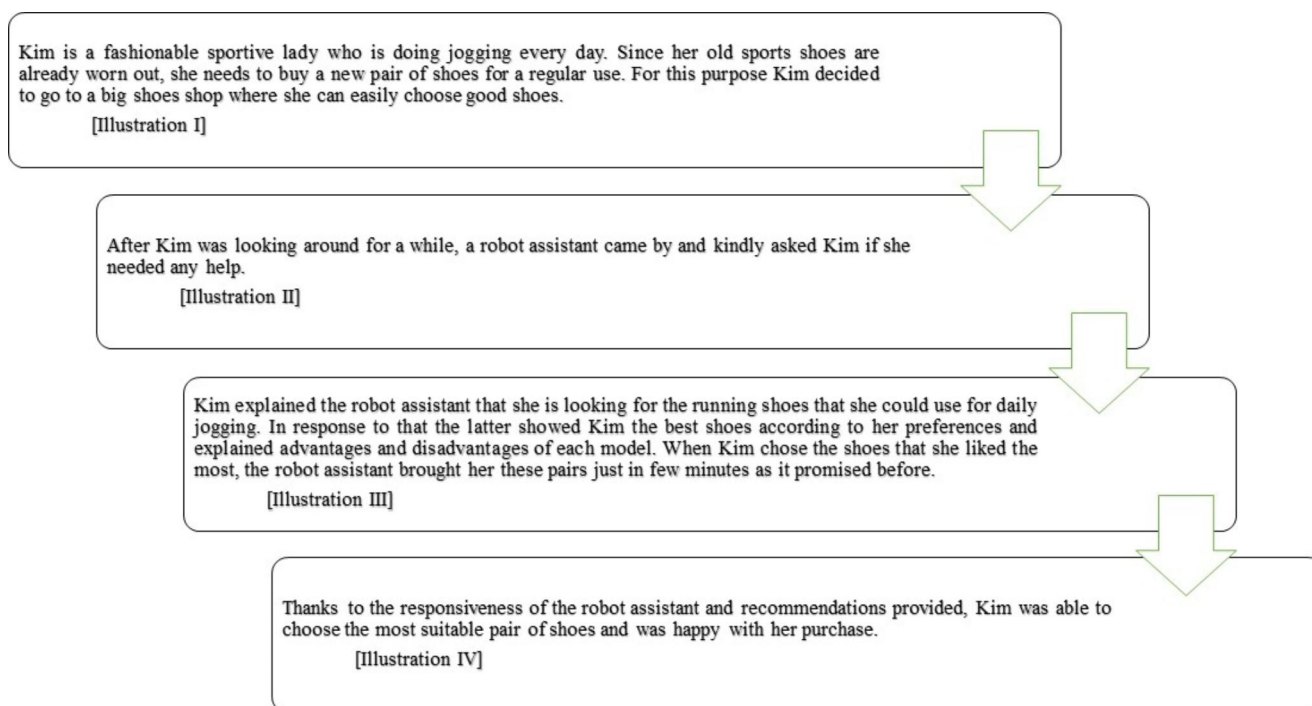 Kim is a fashionable sportive lady who is doing jogging every day. Since her old sports shoes are
already worn out, she needs to buy a new pair of shoes for a regular use. For this purpose Kim decided
to go to a big shoes shop where she can easily choose good shoes.
[Illustration I]
After Kim was looking around for a while, a robot assistant came by and kindly asked Kim if she
needed any help.
[Illustration II]
Kim explained the robot assistant that she is looking for the running shoes that she could use for daily
jogging. In response to that the latter showed Kim the best shoes according to her preferences and
explained advantages and disadvantages of each model. When Kim chose the shoes that she liked the
most, the robot assistant brought her these pairs just in few minutes as it promised before.
[Illustration III]
Thanks to the responsiveness of the robot assistant and recommendations provided, Kim was able to
choose the most suitable pair of shoes and was happy with her purchase.
[Illustration IV]